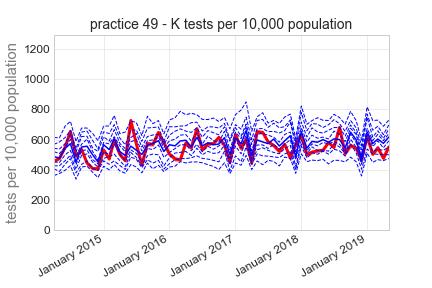 practice 49 - K tests per 10,000 population
tests per 10,000 population
1200
1000
800
600
400
200
0
January 2015
January 2016
January 2017
January 2018
January 2019